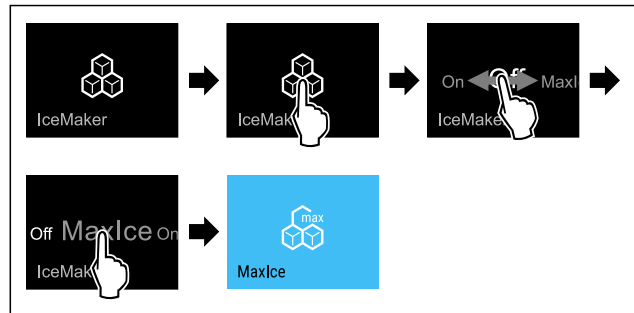 IceMaker
IceMak
On Off MaxI
IceMake
Off MaxIce On
IceMak
max
MaxIce